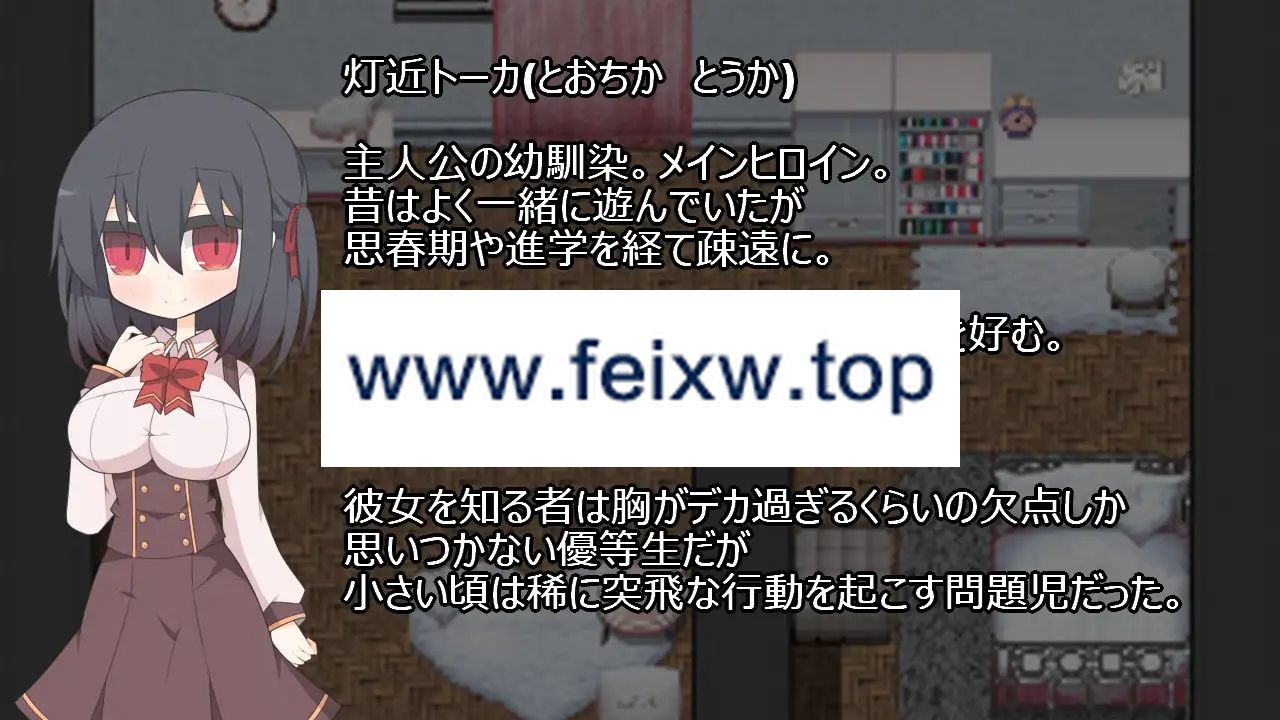 灯近トーカ(とおちか　とうか)
主人公の幼馴染。メインヒロイン。
昔はよく一緒に遊んでいたが
思春期や進学を経て疎遠に。
を好む。
www.feixw.top
彼女を知る者は胸がデカ過ぎるくらいの欠点しか
思いつかない優等生だが
小さい頃は稀に突飛な行動を起こす問題児だった。